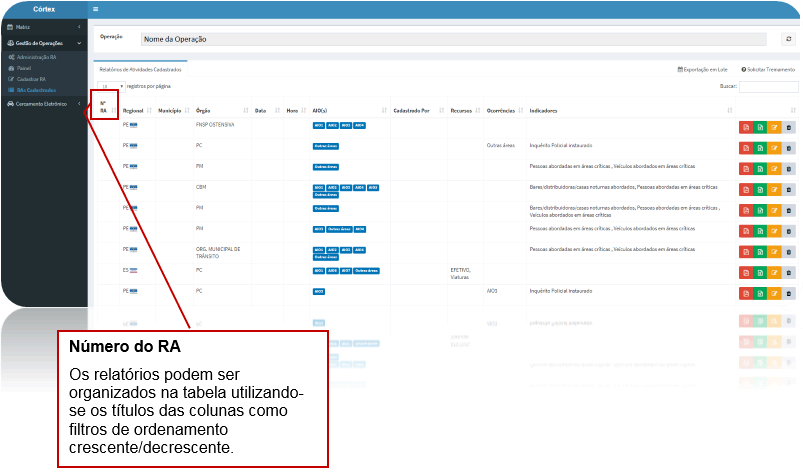 Córtex
Matriz
Gestão de Operações
Administração RA
Painel
Cadastrar RA
RAs Cadastrados
Cercamento Eletrônico
Operação
Nome da Operação
Relatórios de Atividades Cadastrados
Exportação em Lote
Solicitar Treinamento
10 registros por página
Buscar:
Nº RA Regional Município Órgão Data Hora AIO(s) Cadastrado Por Recursos Ocorrências Indicadores
PE FNSP OSTENSIVA AIO1 AIO2 AIO3 AIO4
PE PC Outras áreas Outras áreas Inquérito Policial instaurado
PE PM Outras áreas Pessoas abordadas em áreas críticas , Veículos abordados em áreas críticas
PE CBM AIO1 AIO2 AIO3 AIO4 AIO5 Bares/distribuidoras/casas noturnas abordados, Pessoas abordadas em áreas críticas
Outras áreas
PE PM Outras áreas Bares/distribuidoras/casas noturnas abordados, Pessoas abordadas em áreas críticas ,
Veículos abordados em áreas críticas
PE PM AIO1 Outras áreas AIO3 Pessoas abordadas em áreas críticas , Veículos abordados em áreas críticas
PE ORG. MUNICIPAL DE AIO1 AIO2 AIO3 AIO4 Pessoas abordadas em áreas críticas , Veículos abordados em áreas críticas
TRÂNSITO Outras áreas
ES PC AIO4 AIO6 AIO7 Outras áreas EFETIVO,
Viaturas
PE PC AIO3 AIO3 Inquérito Policial instaurado
Número do RA
Os relatórios podem ser
organizados na tabela utilizando-
se os títulos das colunas como
filtros de ordenamento
crescente/decrescente.